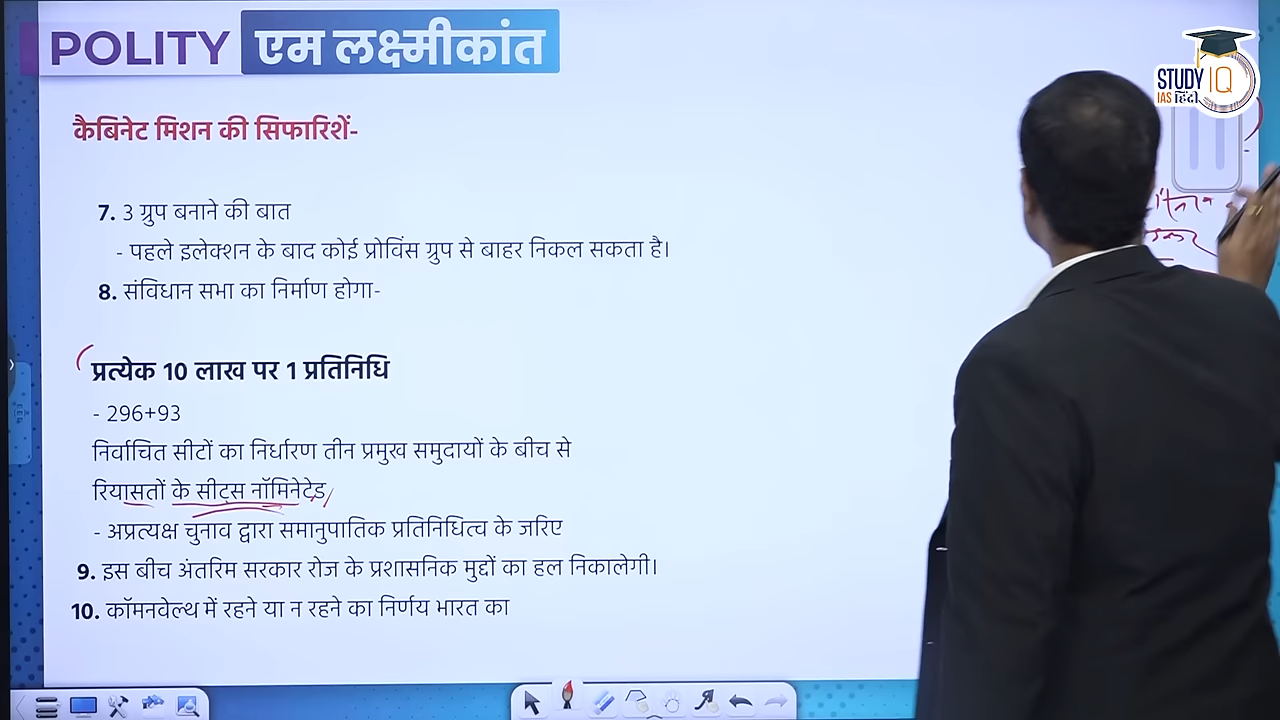 POLITY एम लक्ष्मीकांत
STUDY IQ
IAS हिंदी
कैबिनेट मिशन की सिफारिशें-
7. 3 ग्रुप बनाने की बात
- पहले इलेक्शन के बाद कोई प्रोविंस ग्रुप से बाहर निकल सकता है।
8. संविधान सभा का निर्माण होगा-
प्रत्येक 10 लाख पर 1 प्रतिनिधि
- 296+93
निर्वाचित सीटों का निर्धारण तीन प्रमुख समुदायों के बीच से
रियासतों के सीट्स नॉमिनेटेड
- अप्रत्यक्ष चुनाव द्वारा समानुपातिक प्रतिनिधित्व के जरिए
9. इस बीच अंतरिम सरकार रोज के प्रशासनिक मुद्दों का हल निकालेगी।
10. कॉमनवेल्थ में रहने या न रहने का निर्णय भारत का